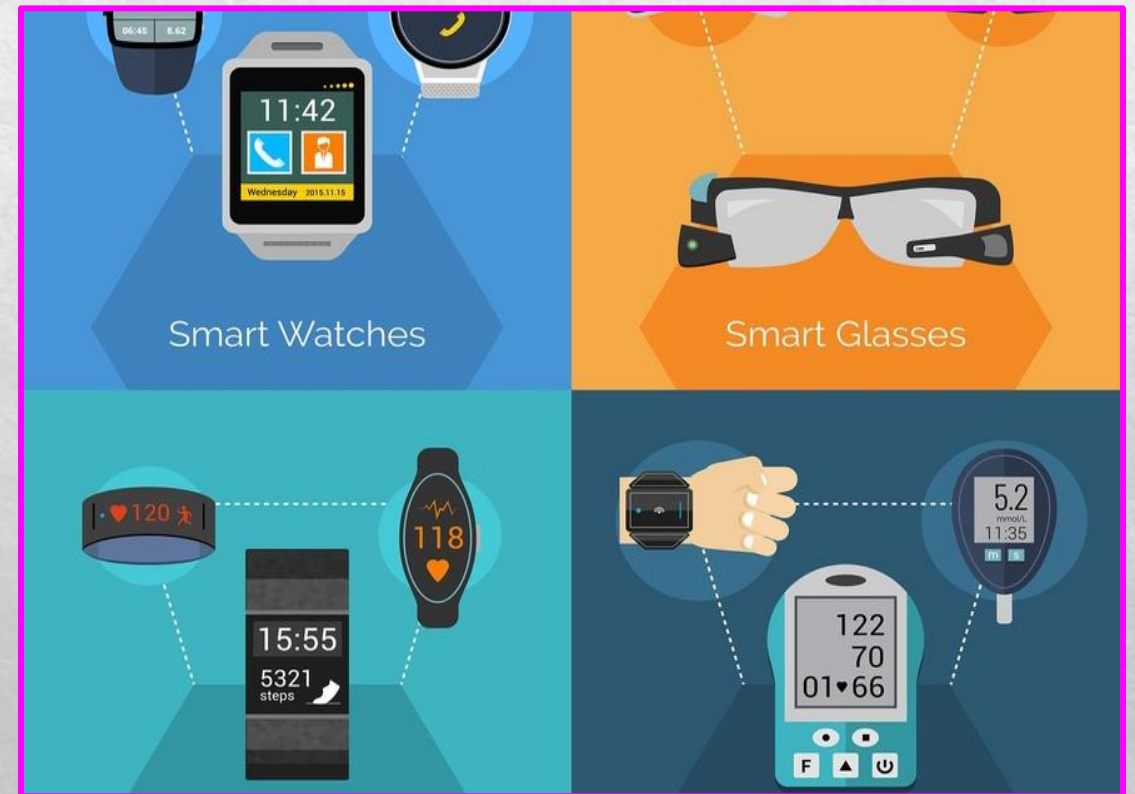 06:45 8.62
11:42
Wednesday 2015.11.15
Smart Watches
Smart Glasses
120
118
15:55
5321
steps
5.2
mmol/L
11:35
m s
122
70
01♥66
F